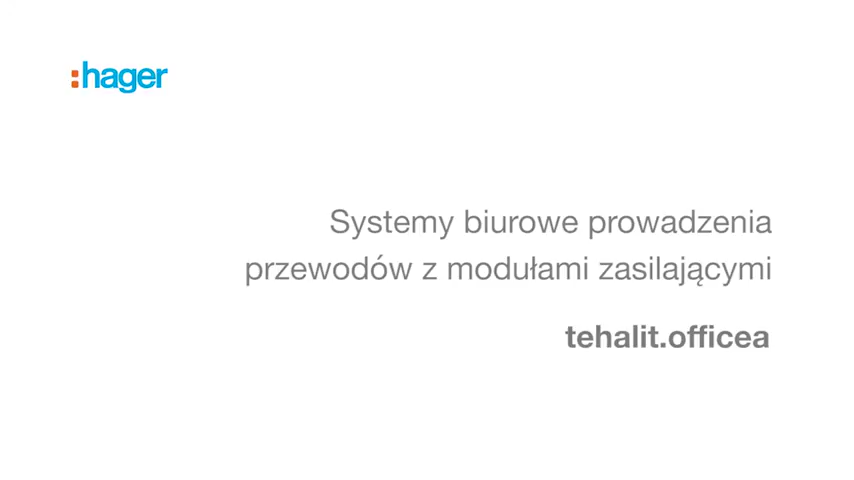 :hager
Systemy biurowe prowadzenia
przewodów z modułami zasilającymi
tehalit.officea